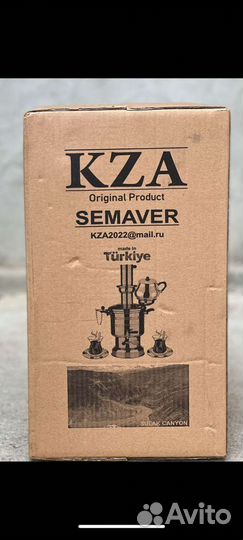 KZA
Original Product
SEMAVER
KZA2022@mail.ru
made in
Türkiye
SULAK CANYON
Avito